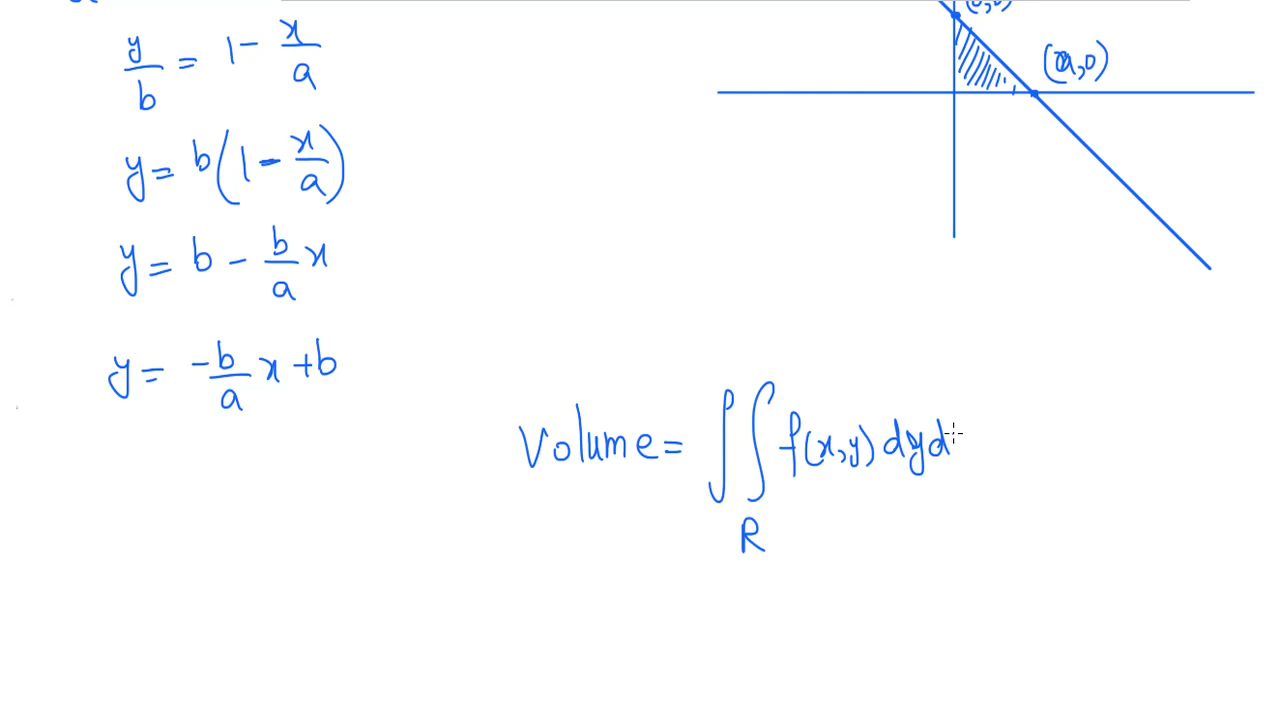 y/b = 1 - x/a
(a,0)
y = b(1 - x/a)
y = b - b/a x
y = -b/a x + b
Volume = ∫∫ f(x,y) dy d
R